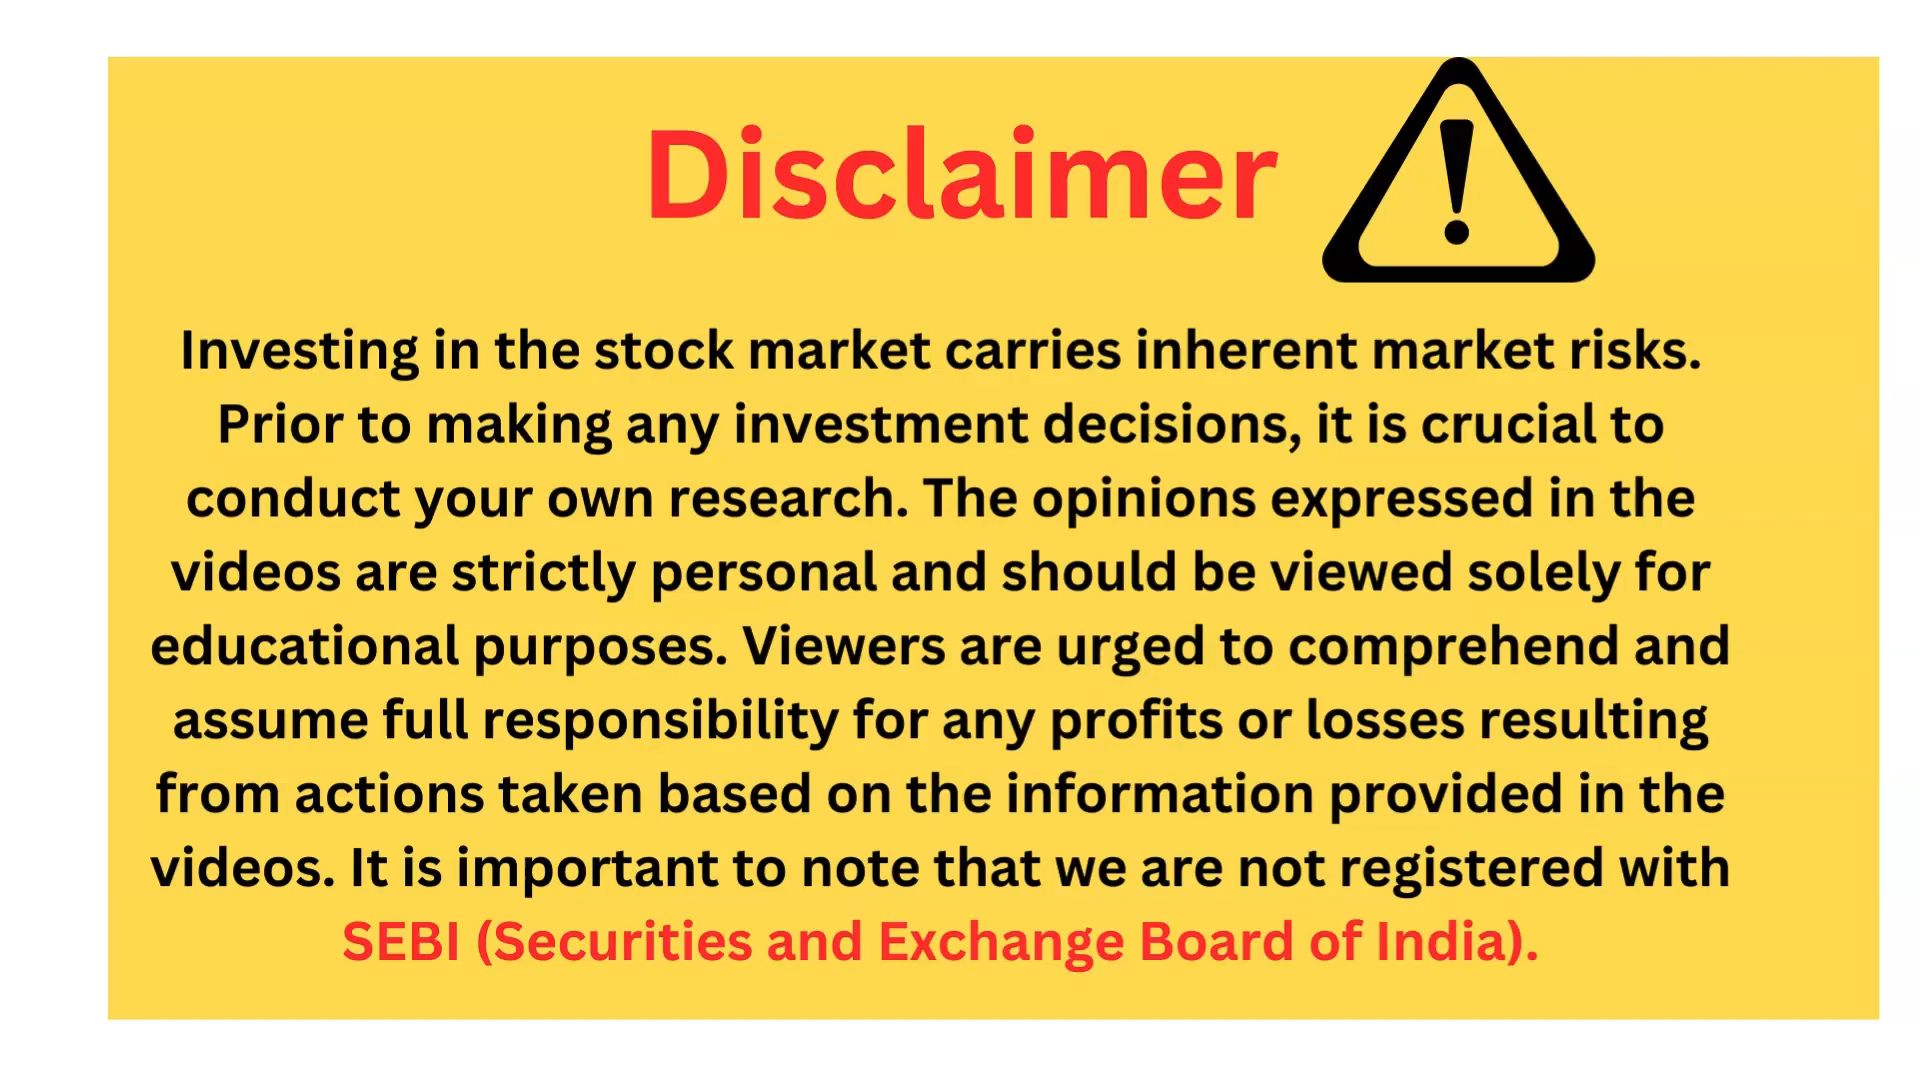 Disclaimer
Investing in the stock market carries inherent market risks.
Prior to making any investment decisions, it is crucial to
conduct your own research. The opinions expressed in the
videos are strictly personal and should be viewed solely for
educational purposes. Viewers are urged to comprehend and
assume full responsibility for any profits or losses resulting
from actions taken based on the information provided in the
videos. It is important to note that we are not registered with
SEBI (Securities and Exchange Board of India).